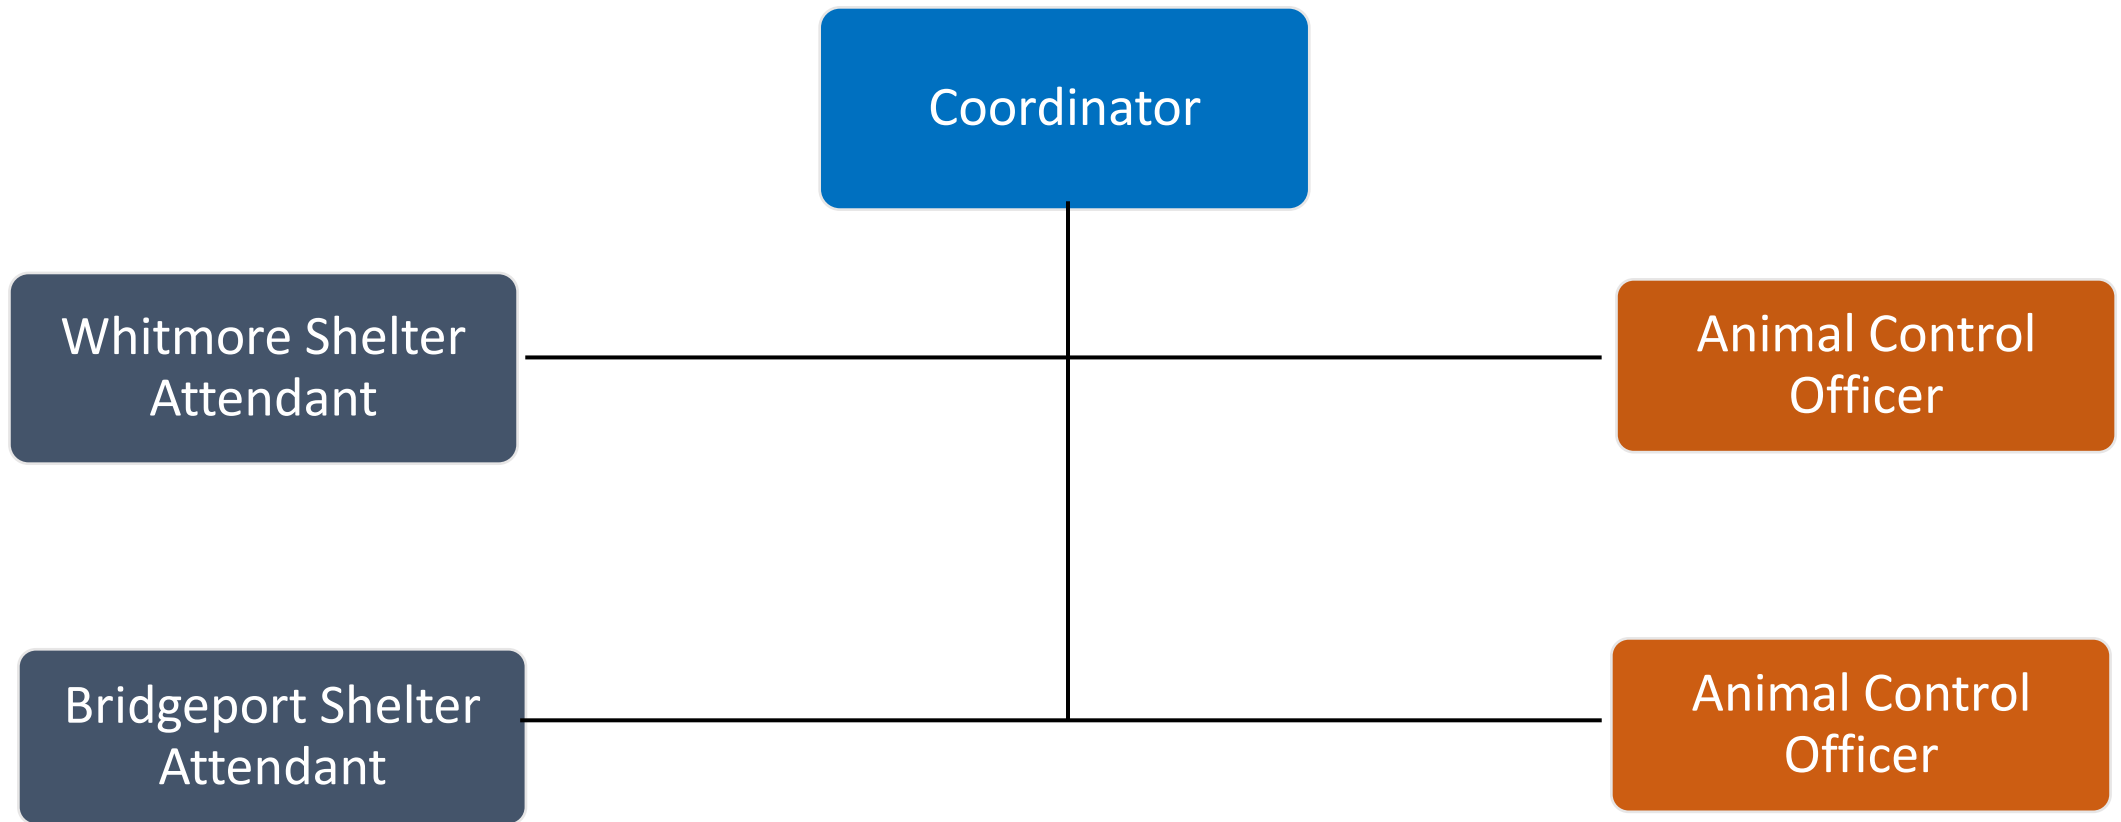 Coordinator
Whitmore Shelter
Attendant
Animal Control
Officer
Bridgeport Shelter
Attendant
Animal Control
Officer